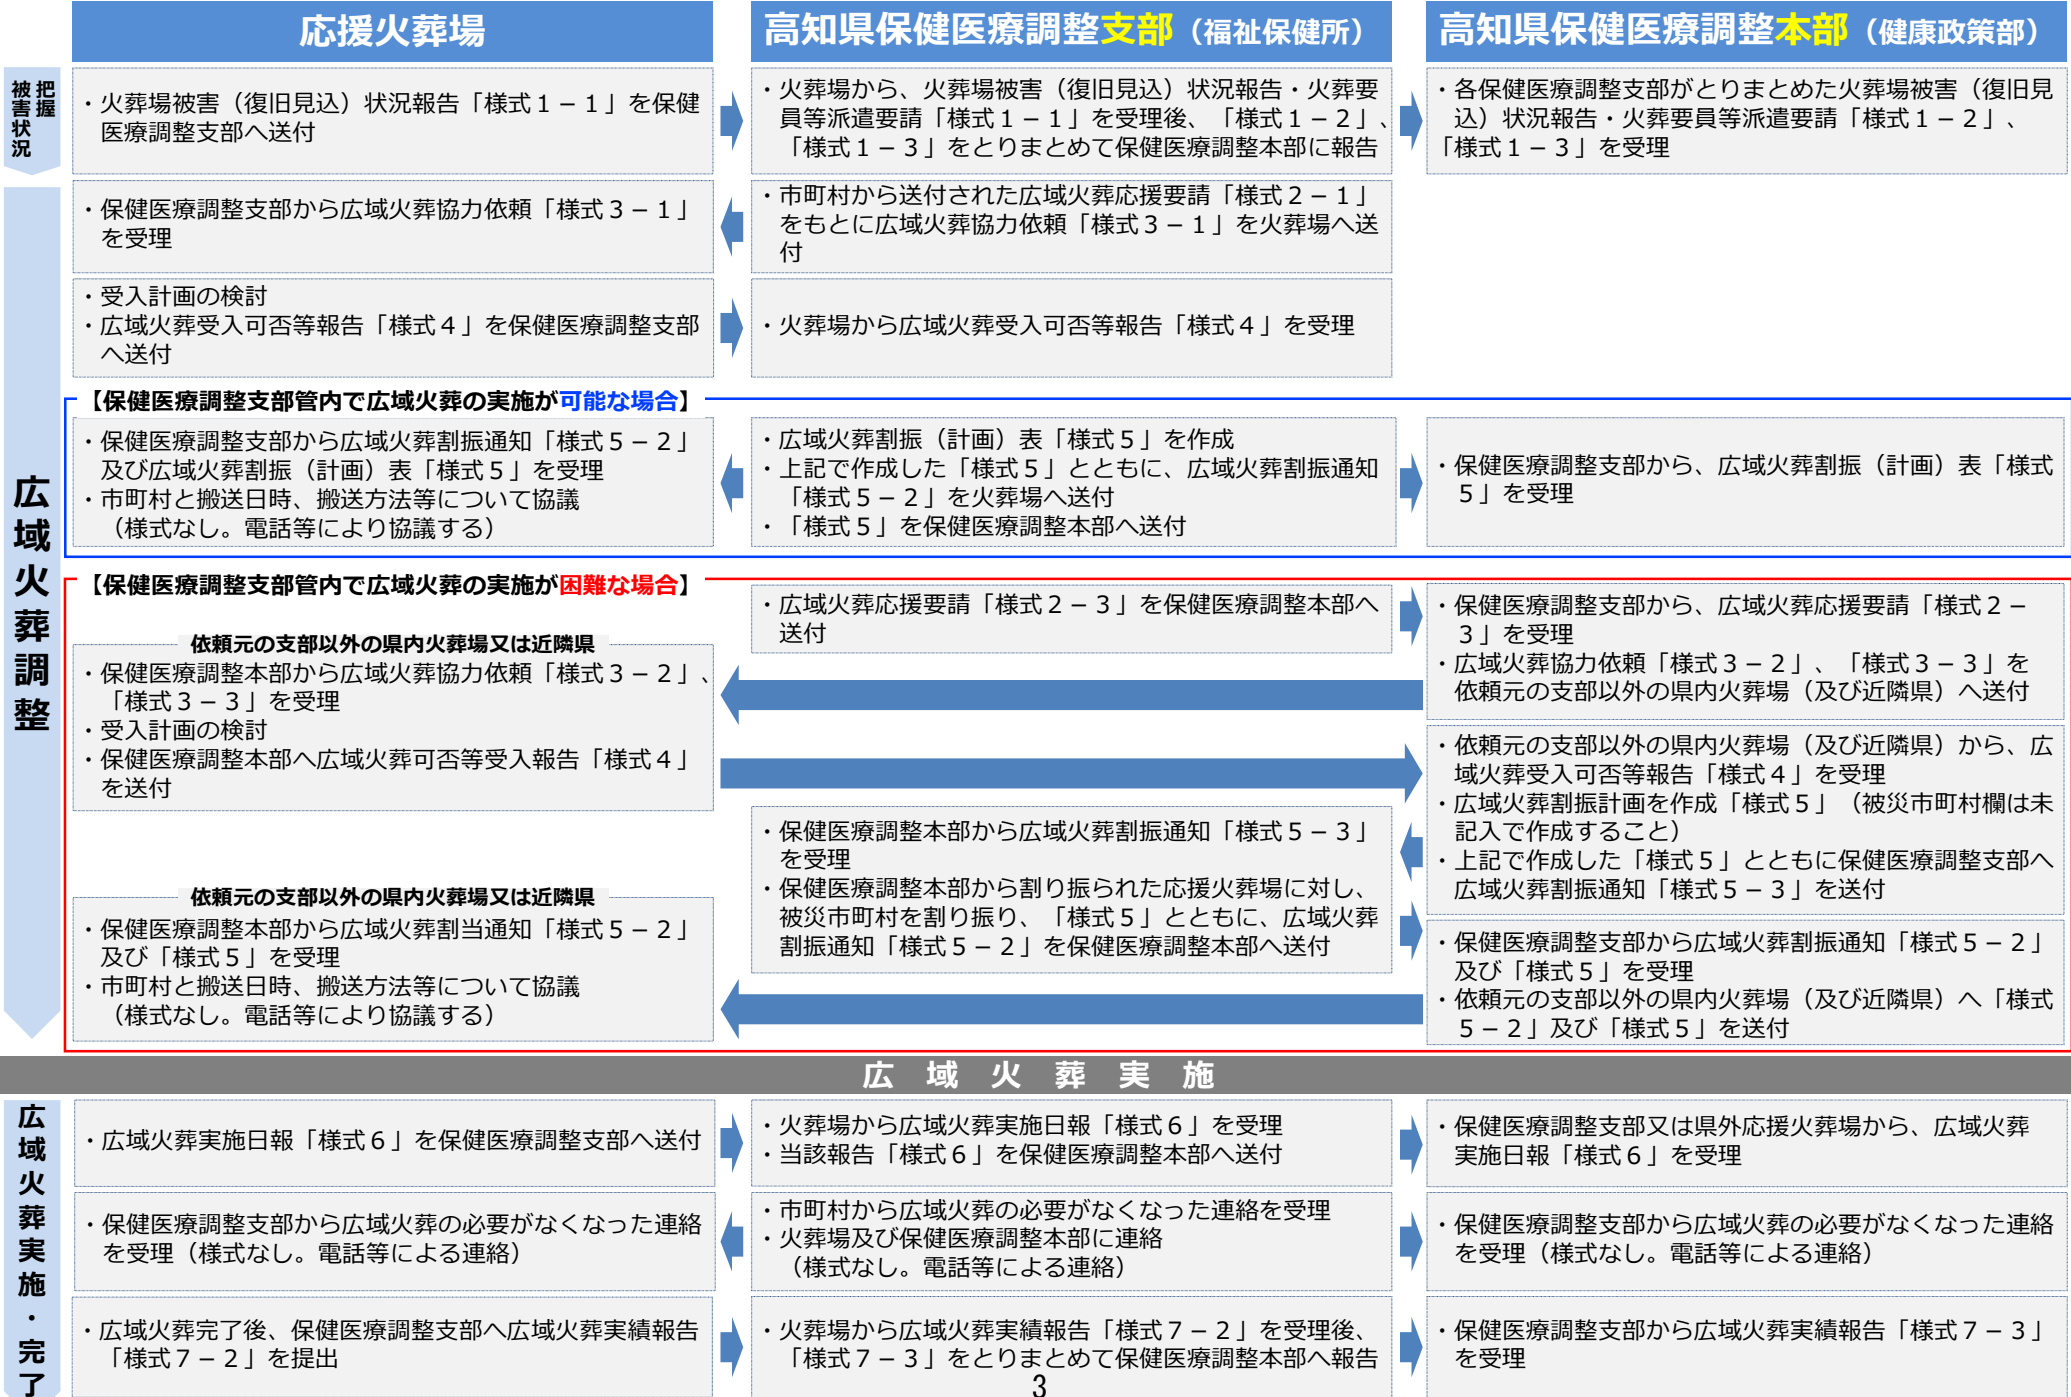 応援火葬場
高知県保健医療調整支部（福祉保健所）
高知県保健医療調整本部（健康政策部）
被害状況
把握
・火葬場被害（復旧見込）状況報告「様式１－１」を保健
医療調整支部へ送付
・火葬場から、火葬場被害（復旧見込）状況報告・火葬要
員等派遣要請「様式１－１」を受理後、「様式１－２」、
「様式１－３」をとりまとめて保健医療調整本部に報告
・各保健医療調整支部がとりまとめた火葬場被害（復旧見
込）状況報告・火葬要員等派遣要請「様式１－２」、
「様式１－３」を受理
広域火葬調整
・保健医療調整支部から広域火葬協力依頼「様式３－１」
を受理
・市町村から送付された広域火葬応援要請「様式２－１」
をもとに広域火葬協力依頼「様式３－１」を火葬場へ送
付
・受入計画の検討
・広域火葬受入可否等報告「様式４」を保健医療調整支部
へ送付
・火葬場から広域火葬受入可否等報告「様式４」を受理
【保健医療調整支部管内で広域火葬の実施が可能な場合】
・保健医療調整支部から広域火葬割振通知「様式５－２」
及び広域火葬割振（計画）表「様式５」を受理
・市町村と搬送日時、搬送方法等について協議
（様式なし。電話等により協議する）
・広域火葬割振（計画）表「様式５」を作成
・上記で作成した「様式５」とともに、広域火葬割振通知
「様式５－２」を火葬場へ送付
・「様式５」を保健医療調整本部へ送付
・保健医療調整支部から、広域火葬割振（計画）表「様式
５」を受理
【保健医療調整支部管内で広域火葬の実施が困難な場合】
・広域火葬応援要請「様式２－３」を保健医療調整本部へ
送付
・保健医療調整支部から、広域火葬応援要請「様式２－
３」を受理
・広域火葬協力依頼「様式３－２」、「様式３－３」を
依頼元の支部以外の県内火葬場（及び近隣県）へ送付
依頼元の支部以外の県内火葬場又は近隣県
・保健医療調整本部から広域火葬協力依頼「様式３－２」、
「様式３－３」を受理
・受入計画の検討
・保健医療調整本部へ広域火葬可否等受入報告「様式４」
を送付
・依頼元の支部以外の県内火葬場（及び近隣県）から、広
域火葬受入可否等報告「様式４」を受理
・広域火葬割振計画を作成「様式５」（被災市町村欄は未
記入で作成すること）
・上記で作成した「様式５」とともに保健医療調整支部へ
広域火葬割振通知「様式５－３」を送付
・保健医療調整本部から広域火葬割振通知「様式５－３」
を受理
・保健医療調整本部から割り振られた応援火葬場に対し、
被災市町村を割り振り、「様式５」とともに、広域火葬
割振通知「様式５－２」を保健医療調整本部へ送付
・保健医療調整支部から広域火葬割振通知「様式５－２」
及び「様式５」を受理
・依頼元の支部以外の県内火葬場（及び近隣県）へ「様式
５－２」及び「様式５」を送付
依頼元の支部以外の県内火葬場又は近隣県
・保健医療調整本部から広域火葬割当通知「様式５－２」
及び「様式５」を受理
・市町村と搬送日時、搬送方法等について協議
（様式なし。電話等により協議する）
広域火葬実施
広域火葬実施・完了
・広域火葬実施日報「様式６」を保健医療調整支部へ送付
・火葬場から広域火葬実施日報「様式６」を受理
・当該報告「様式６」を保健医療調整本部へ送付
・保健医療調整支部又は県外応援火葬場から、広域火葬
実施日報「様式６」を受理
・保健医療調整支部から広域火葬の必要がなくなった連絡
を受理（様式なし。電話等による連絡）
・市町村から広域火葬の必要がなくなった連絡を受理
・火葬場及び保健医療調整本部に連絡
（様式なし。電話等による連絡）
・保健医療調整支部から広域火葬の必要がなくなった連絡
を受理（様式なし。電話等による連絡）
・広域火葬完了後、保健医療調整支部へ広域火葬実績報告
「様式７－２」を提出
・火葬場から広域火葬実績報告「様式７－２」を受理後、
「様式７－３」をとりまとめて保健医療調整本部へ報告
・保健医療調整支部から広域火葬実績報告「様式７－３」
を受理
3